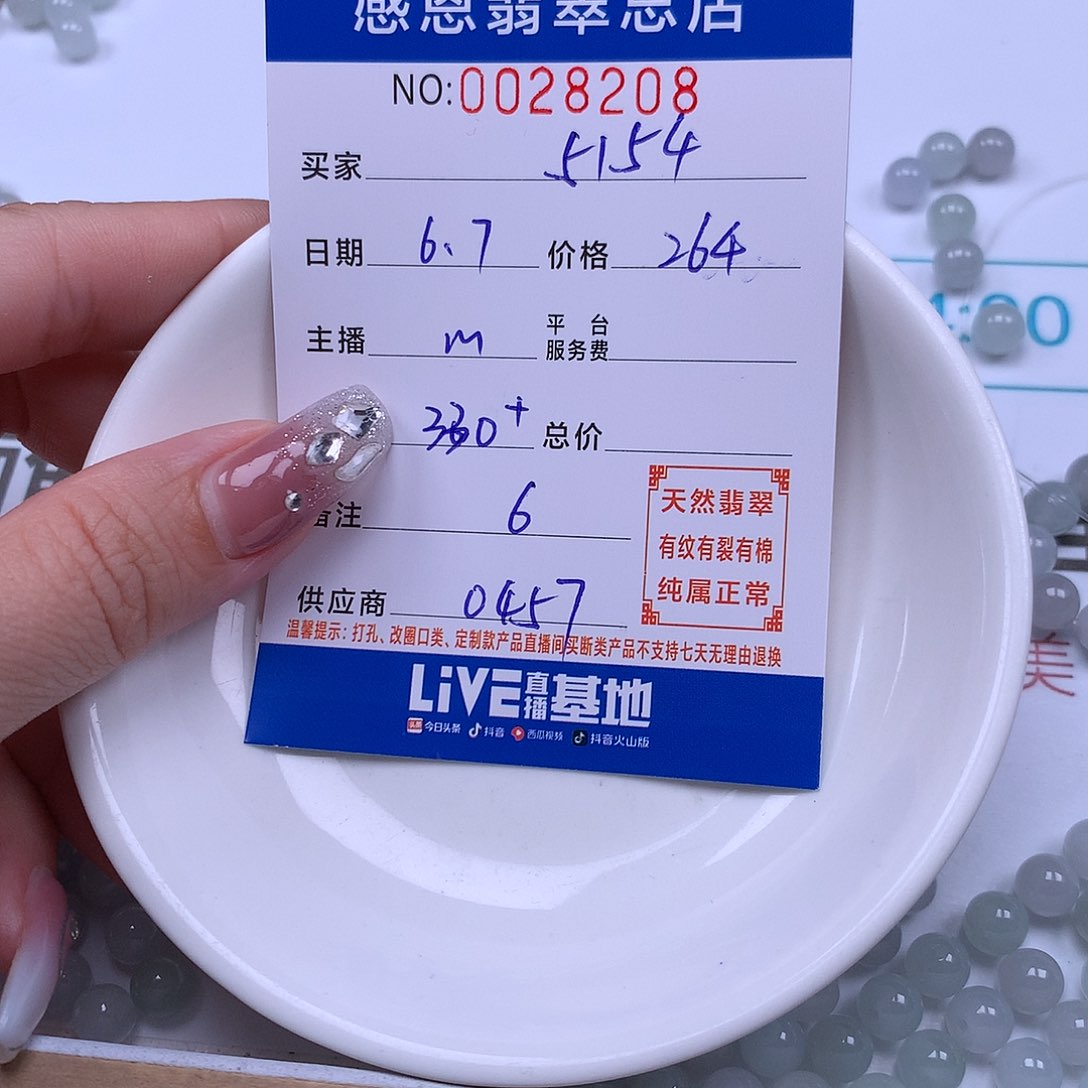 感恩翡翠总店
NO:0028208
买家 5154
日期 6.7 价格 264
主播 m 平台服务费
330+ 总价
备注 6
天然翡翠
有纹有裂有棉
纯属正常
供应商 0457
温馨提示：打孔、改圈口类、定制款产品直播间买断类产品不支持七天无理由退换
LiVE直播基地
头条 今日头条 抖音 西瓜视频 抖音火山版
4:00
美